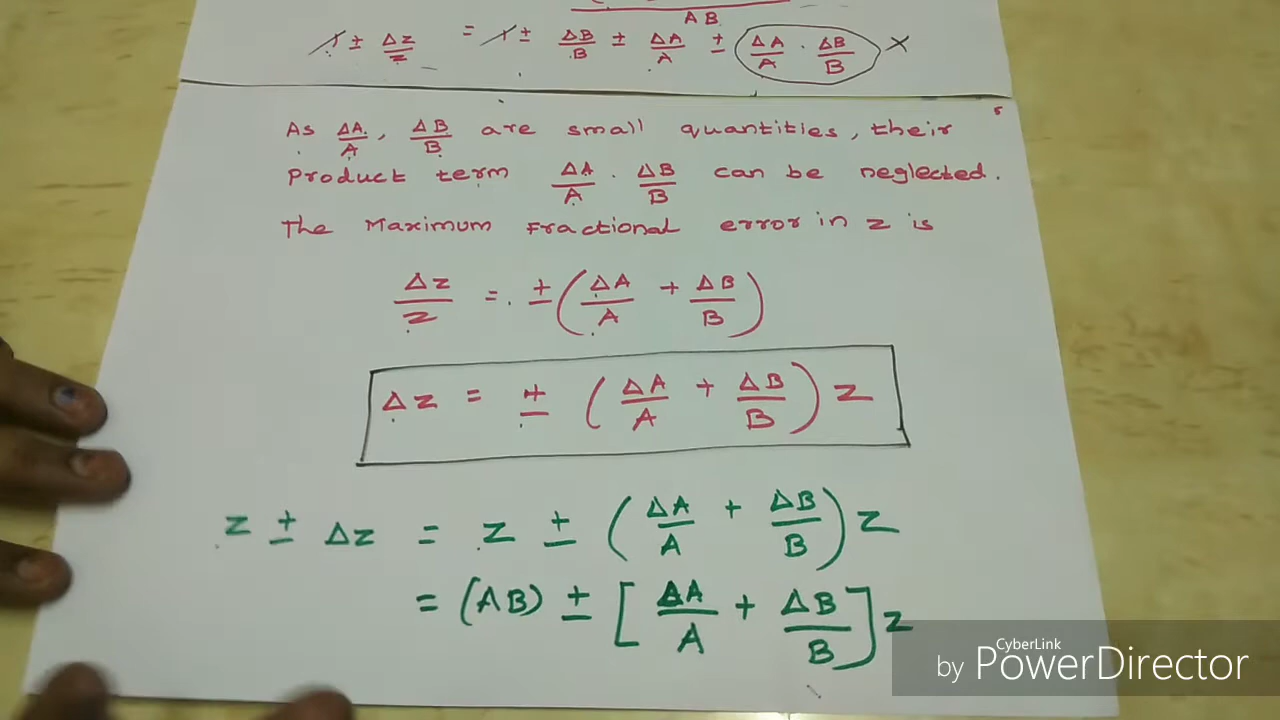 AB
1 ± ΔZ/Z = 1 ± ΔB/B ± ΔA/A ± ΔA/A · ΔB/B ×
As ΔA/A, ΔB/B are small quantities, their
Product term ΔA/A · ΔB/B can be neglected.
The Maximum Fractional error in Z is
ΔZ/Z = ± (ΔA/A + ΔB/B)
ΔZ = ± (ΔA/A + ΔB/B) Z
Z ± ΔZ = Z ± (ΔA/A + ΔB/B) Z
= (AB) ± [ΔA/A + ΔB/B] Z
CyberLink
by PowerDirector